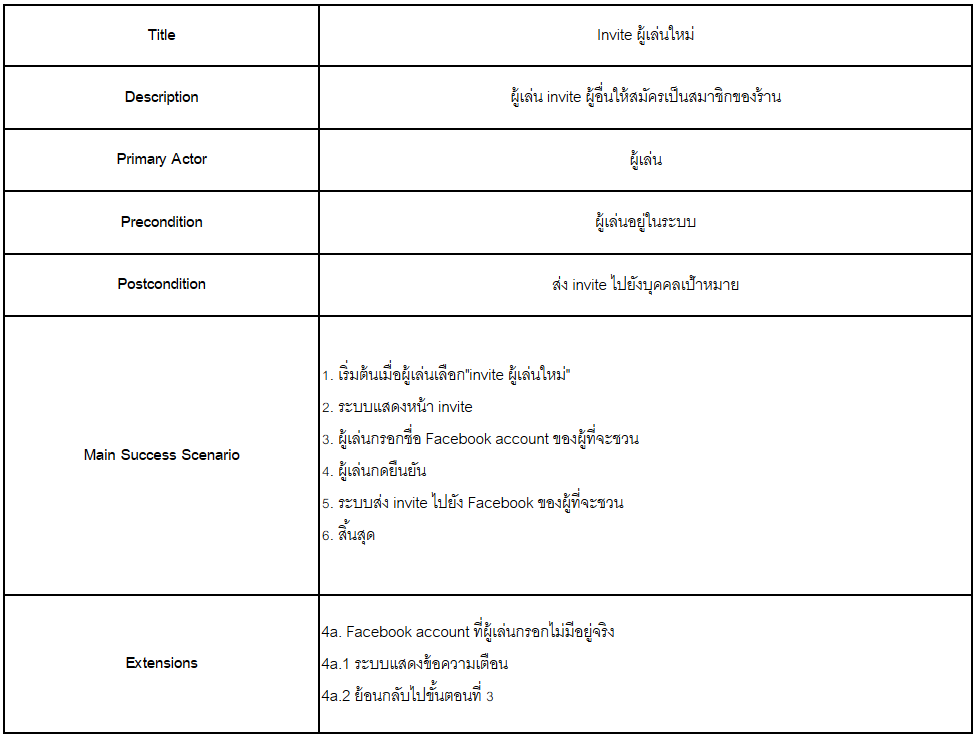 Title
Invite ผู้เล่นใหม่
Description
ผู้เล่น invite ผู้อื่นให้สมัครเป็นสมาชิกของร้าน
Primary Actor
ผู้เล่น
Precondition
ผู้เล่นอยู่ในระบบ
Postcondition
ส่ง invite ไปยังบุคคลเป้าหมาย
Main Success Scenario
1. เริ่มต้นเมื่อผู้เล่นเลือก"invite ผู้เล่นใหม่"
2. ระบบแสดงหน้า invite
3. ผู้เล่นกรอกชื่อ Facebook account ของผู้ที่จะชวน
4. ผู้เล่นกดยืนยัน
5. ระบบส่ง invite ไปยัง Facebook ของผู้ที่จะชวน
6. สิ้นสุด
Extensions
4a. Facebook account ที่ผู้เล่นกรอกไม่มีอยู่จริง
4a.1 ระบบแสดงข้อความเตือน
4a.2 ย้อนกลับไปขั้นตอนที่ 3